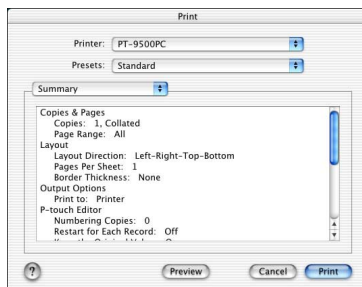 Print
Printer: PT-9500PC
Presets: Standard
Summary
Copies & Pages
Copies: 1, Collated
Page Range: All
Layout
Layout Direction: Left-Right-Top-Bottom
Pages Per Sheet: 1
Border Thickness: None
Output Options
Print to: Printer
P-touch Editor
Numbering Copies: 0
Restart for Each Record: Off
? Preview Cancel Print